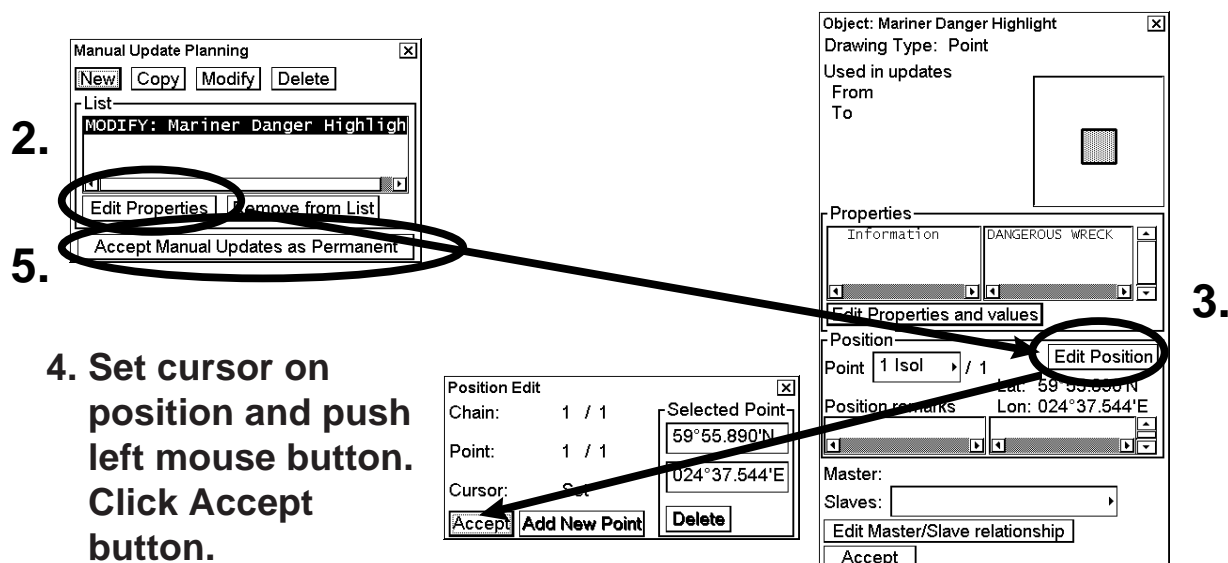 Manual Update Planning
New Copy Modify Delete
List
MODIFY: Mariner Danger Highligh
2.
Edit Properties Remove from List
Accept Manual Updates as Permanent
5.
Object: Mariner Danger Highlight
Drawing Type: Point
Used in updates
From
To
Properties
Information DANGEROUS WRECK
Edit Properties and values
3.
Position
Point 1 Isol / 1 Edit Position
Lat: 59°55.890'N
Position remarks Lon: 024°37.544'E
Master:
Slaves:
Edit Master/Slave relationship
Accept
4. Set cursor on
position and push
left mouse button.
Click Accept
button.
Position Edit
Chain: 1 / 1
Selected Point
59°55.890'N
Point: 1 / 1
024°37.544'E
Cursor: Set
Accept Add New Point Delete